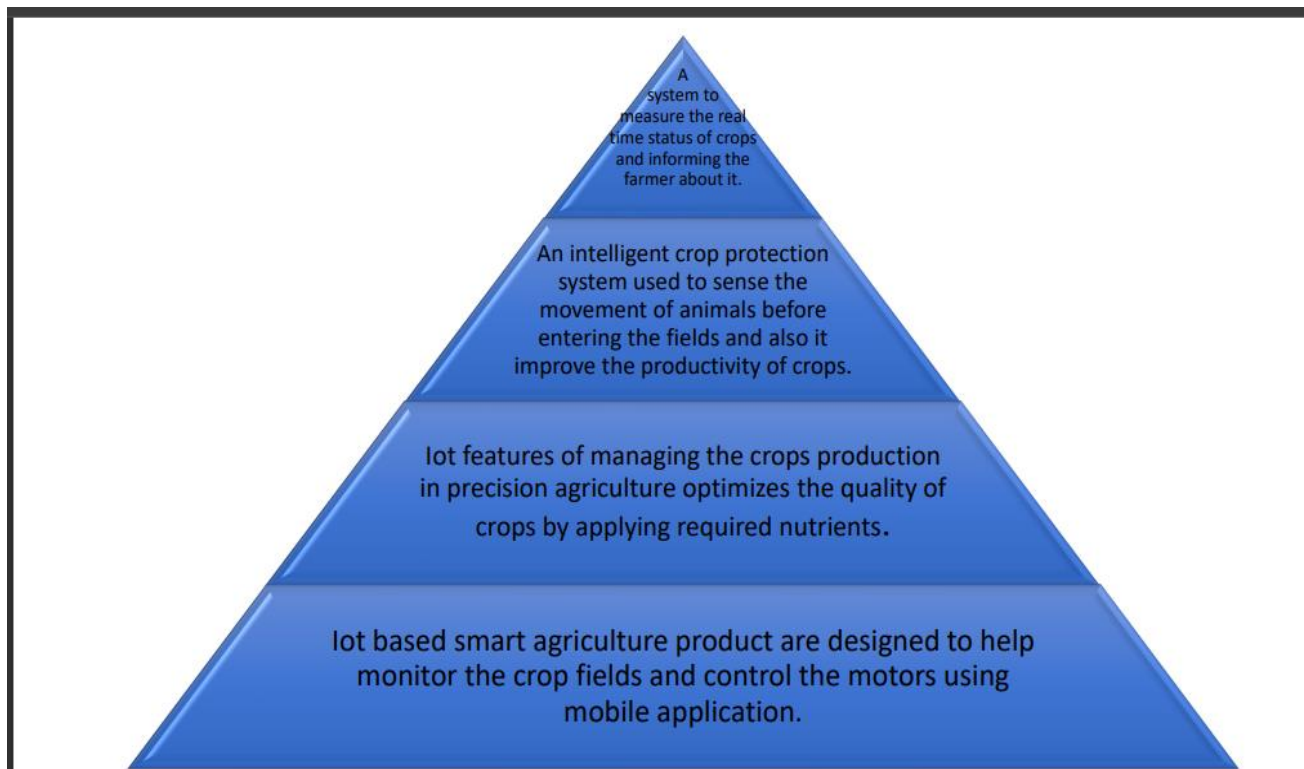 A
system to
measure the real
time status of crops
and informing the
farmer about it.
An intelligent crop protection
system used to sense the
movement of animals before
entering the fields and also it
improve the productivity of crops.
Iot features of managing the crops production
in precision agriculture optimizes the quality of
crops by applying required nutrients.
Iot based smart agriculture product are designed to help
monitor the crop fields and control the motors using
mobile application.